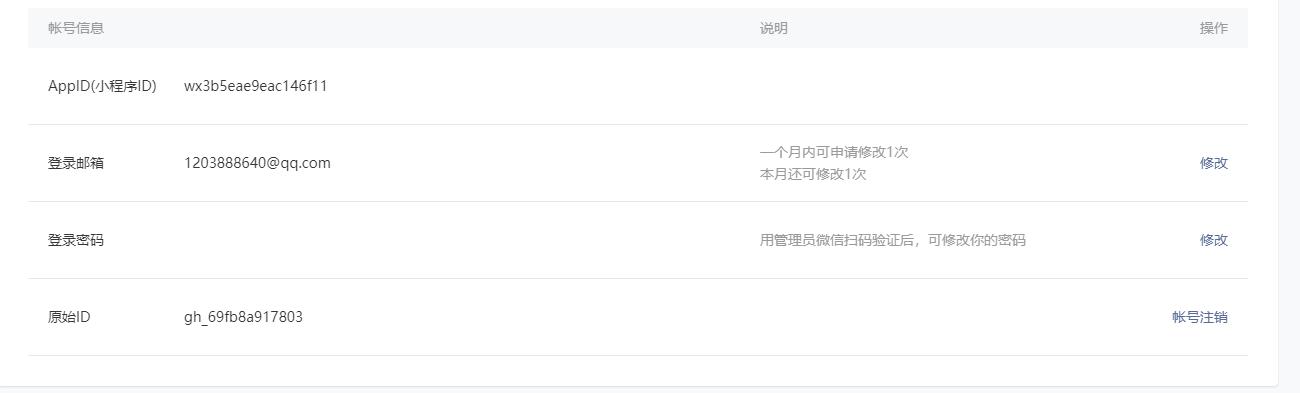 帐号信息 说明 操作
AppID(小程序ID) wx3b5eae9eac146f11
登录邮箱 1203888640@qq.com 一个月内可申请修改1次 修改
本月还可修改1次
登录密码 用管理员微信扫码验证后，可修改你的密码 修改
原始ID gh_69fb8a917803 帐号注销